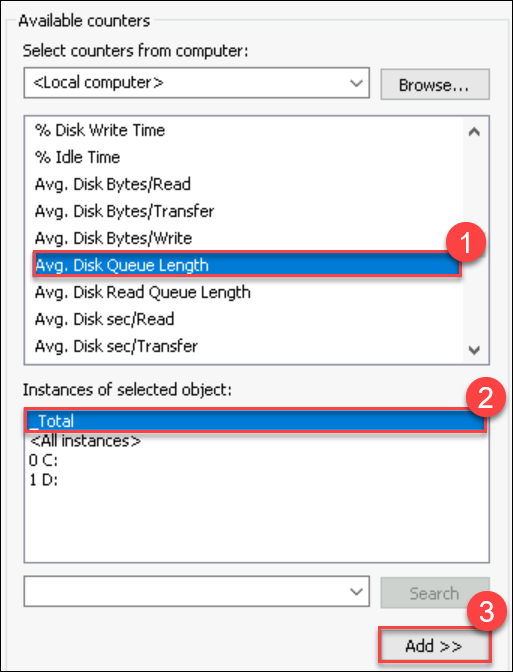 Available counters
Select counters from computer:
<Local computer>
Browse...
% Disk Write Time
% Idle Time
Avg. Disk Bytes/Read
Avg. Disk Bytes/Transfer
Avg. Disk Bytes/Write
1
Avg. Disk Queue Length
Avg. Disk Read Queue Length
Avg. Disk sec/Read
Avg. Disk sec/Transfer
Instances of selected object:
2
_Total
<All instances>
0 C:
1 D:
Search
3
Add >>